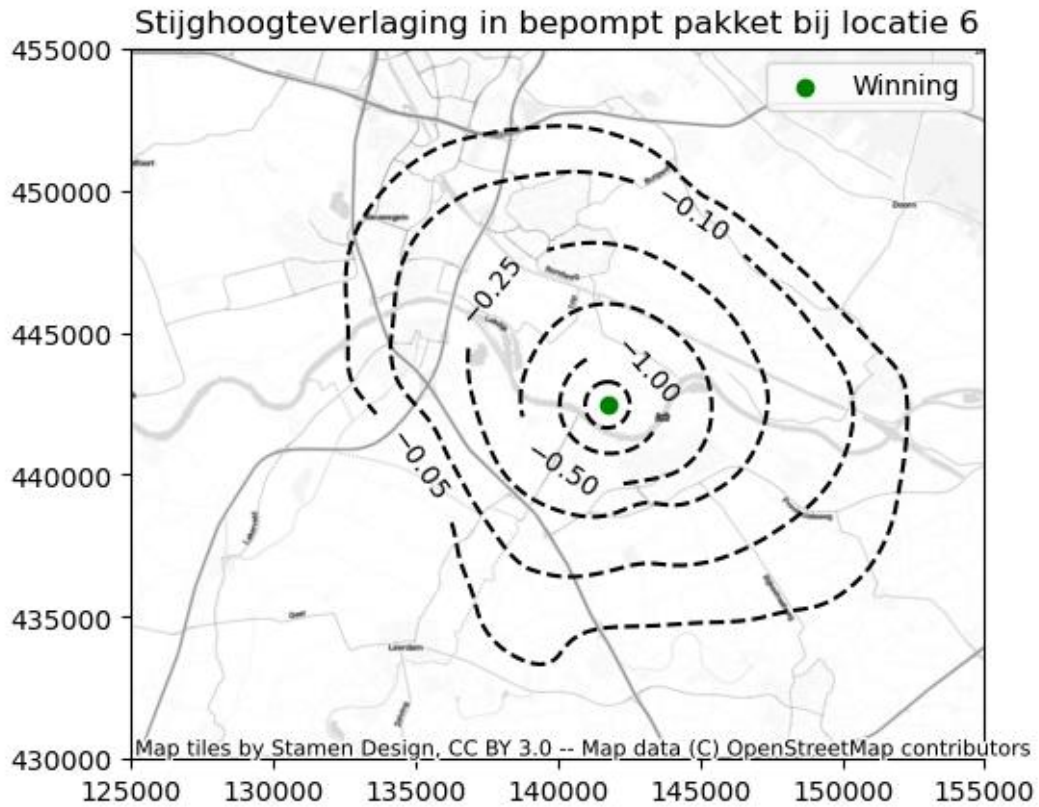 Stijghoogteverlaging in bepompt pakket bij locatie 6
455000
Winning
450000
−0.10
Doorn
−0.25
445000
−1.00
440000
−0.50
−0.05
435000
Leerdam
Map tiles by Stamen Design, CC BY 3.0 -- Map data (C) OpenStreetMap contributors
430000
125000 130000 135000 140000 145000 150000 155000